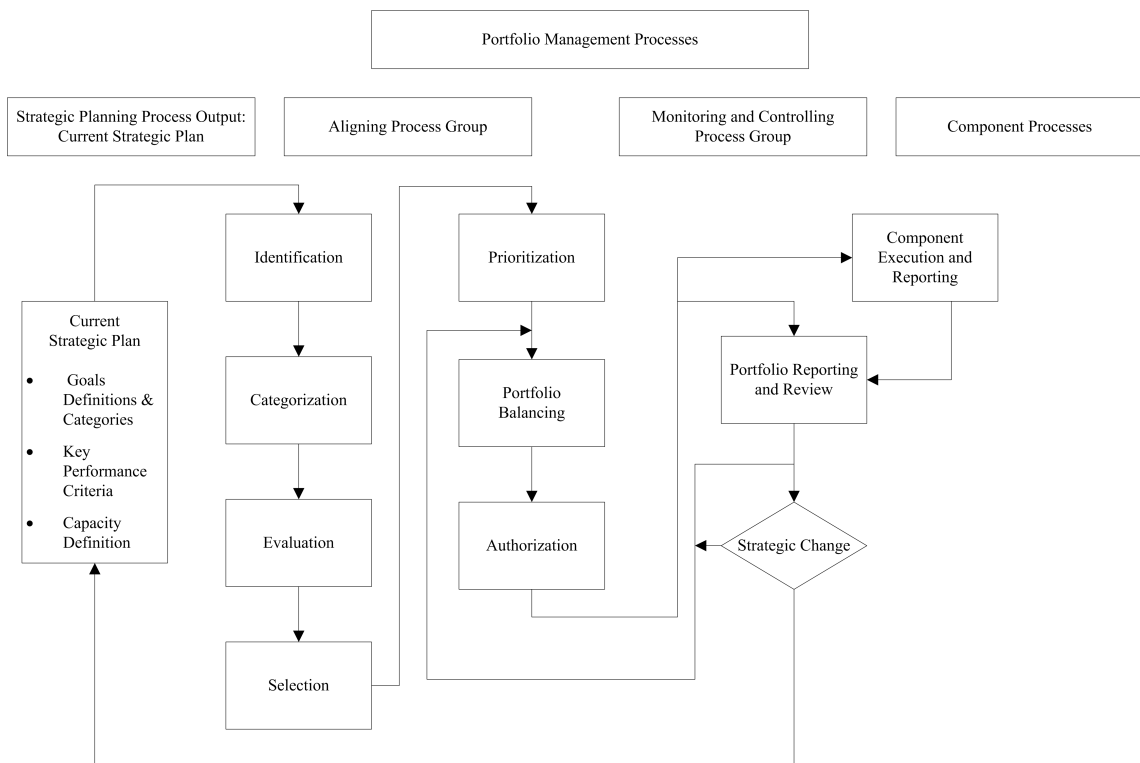 Portfolio Management Processes
Strategic Planning Process Output:
Current Strategic Plan
Aligning Process Group
Monitoring and Controlling
Process Group
Component Processes
Current
Strategic Plan
• Goals
Definitions &
Categories
• Key
Performance
Criteria
• Capacity
Definition
Identification
Categorization
Evaluation
Selection
Prioritization
Portfolio
Balancing
Authorization
Component
Execution and
Reporting
Portfolio Reporting
and Review
Strategic Change